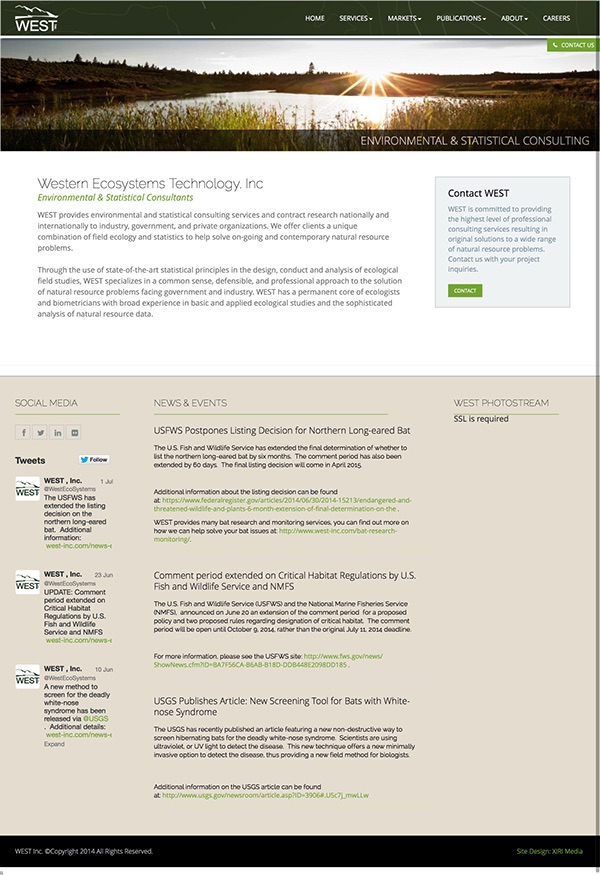 WEST
HOME SERVICES MARKETS PUBLICATIONS ABOUT CAREERS
CONTACT US
ENVIRONMENTAL & STATISTICAL CONSULTING
Western Ecosystems Technology, Inc
Environmental & Statistical Consultants
WEST provides environmental and statistical consulting services and contract research nationally and
internationally to industry, government, and private organizations. We offer clients a unique
combination of field ecology and statistics to help solve on-going and contemporary natural resource
problems.
Through the use of state-of-the-art statistical principles in the design, conduct and analysis of ecological
field studies, WEST specializes in a common sense, defensible, and professional approach to the solution
of natural resource problems facing government and industry. WEST has a permanent core of ecologists
and biometricians with broad experience in basic and applied ecological studies and the sophisticated
analysis of natural resource data.
Contact WEST
WEST is committed to providing
the highest level of professional
consulting services resulting in
original solutions to a wide range
of natural resource problems.
Contact us with your project
inquiries.
CONTACT
SOCIAL MEDIA
Tweets
Follow
WEST
WEST , Inc. 1 Jul
@WestEcoSystems
The USFWS has
extended the listing
decision on the
northern long-eared
bat. Additional
information:
west-inc.com/news-e
WEST
WEST , Inc. 23 Jun
@WestEcoSystems
UPDATE: Comment
period extended on
Critical Habitat
Regulations by U.S.
Fish and Wildlife
Service and NMFS
west-inc.com/news-e
WEST
WEST , Inc. 10 Jun
@WestEcoSystems
A new method to
screen for the deadly
white-nose
syndrome has been
released via @USGS
. Additional details:
west-inc.com/news-e
Expand
NEWS & EVENTS
USFWS Postpones Listing Decision for Northern Long-eared Bat
The U.S. Fish and Wildlife Service has extended the final determination of whether to
list the northern long-eared bat by six months. The comment period has also been
extended by 60 days. The final listing decision will come in April 2015.
Additional information about the listing decision can be found
at: https://www.federalregister.gov/articles/2014/06/30/2014-15213/endangered-and-
threatened-wildlife-and-plants-6-month-extension-of-final-determination-on-the .
WEST provides many bat research and monitoring services, you can find out more on
how we can help solve your bat issues at: http://www.west-inc.com/bat-research-
monitoring/.
Comment period extended on Critical Habitat Regulations by U.S.
Fish and Wildlife Service and NMFS
The U.S. Fish and Wildlife Service (USFWS) and the National Marine Fisheries Service
(NMFS), announced on June 20 an extension of the comment period for a proposed
policy and two proposed rules regarding designation of critical habitat. The comment
period will be open until October 9, 2014, rather than the original July 11, 2014 deadline.
For more information, please see the USFWS site: http://www.fws.gov/news/
ShowNews.cfm?ID=8A7F56CA-B6AB-B18D-DDB448E2098DD185 .
USGS Publishes Article: New Screening Tool for Bats with White-
nose Syndrome
The USGS has recently published an article featuring a new non-destructive way to
screen hibernating bats for the deadly white-nose syndrome. Scientists are using
ultraviolet, or UV light to detect the disease. This new technique offers a new minimally
invasive option to detect the disease, thus providing a new field method for biologists.
Additional information on the USGS article can be found
at: http://www.usgs.gov/newsroom/article.asp?ID=3906#.U5c7j_mwLLw
WEST PHOTOSTREAM
SSL is required
WEST Inc. ©Copyright 2014 All Rights Reserved.
Site Design: XIRI Media